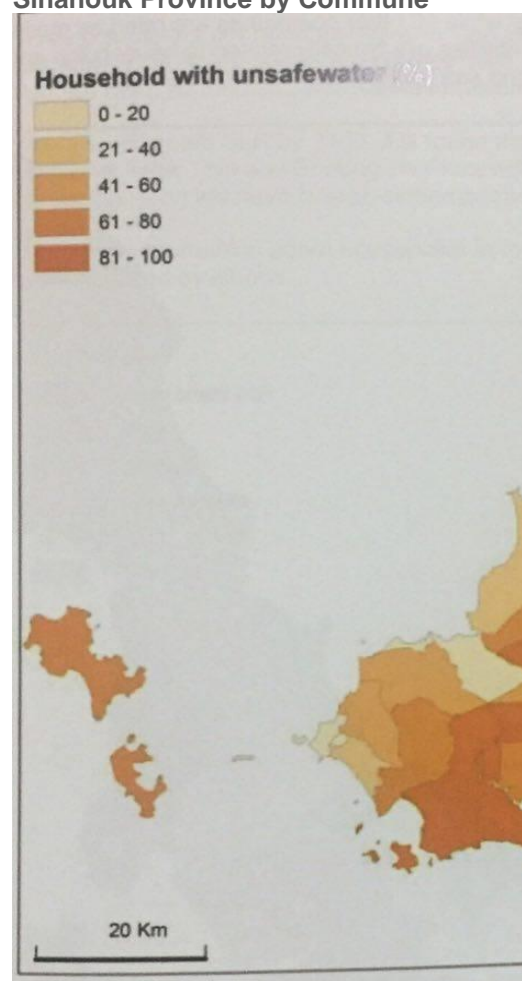 Sihanouk Province by Commune
Household with unsafewater (%)
0 - 20
21 - 40
41 - 60
61 - 80
81 - 100
20 Km